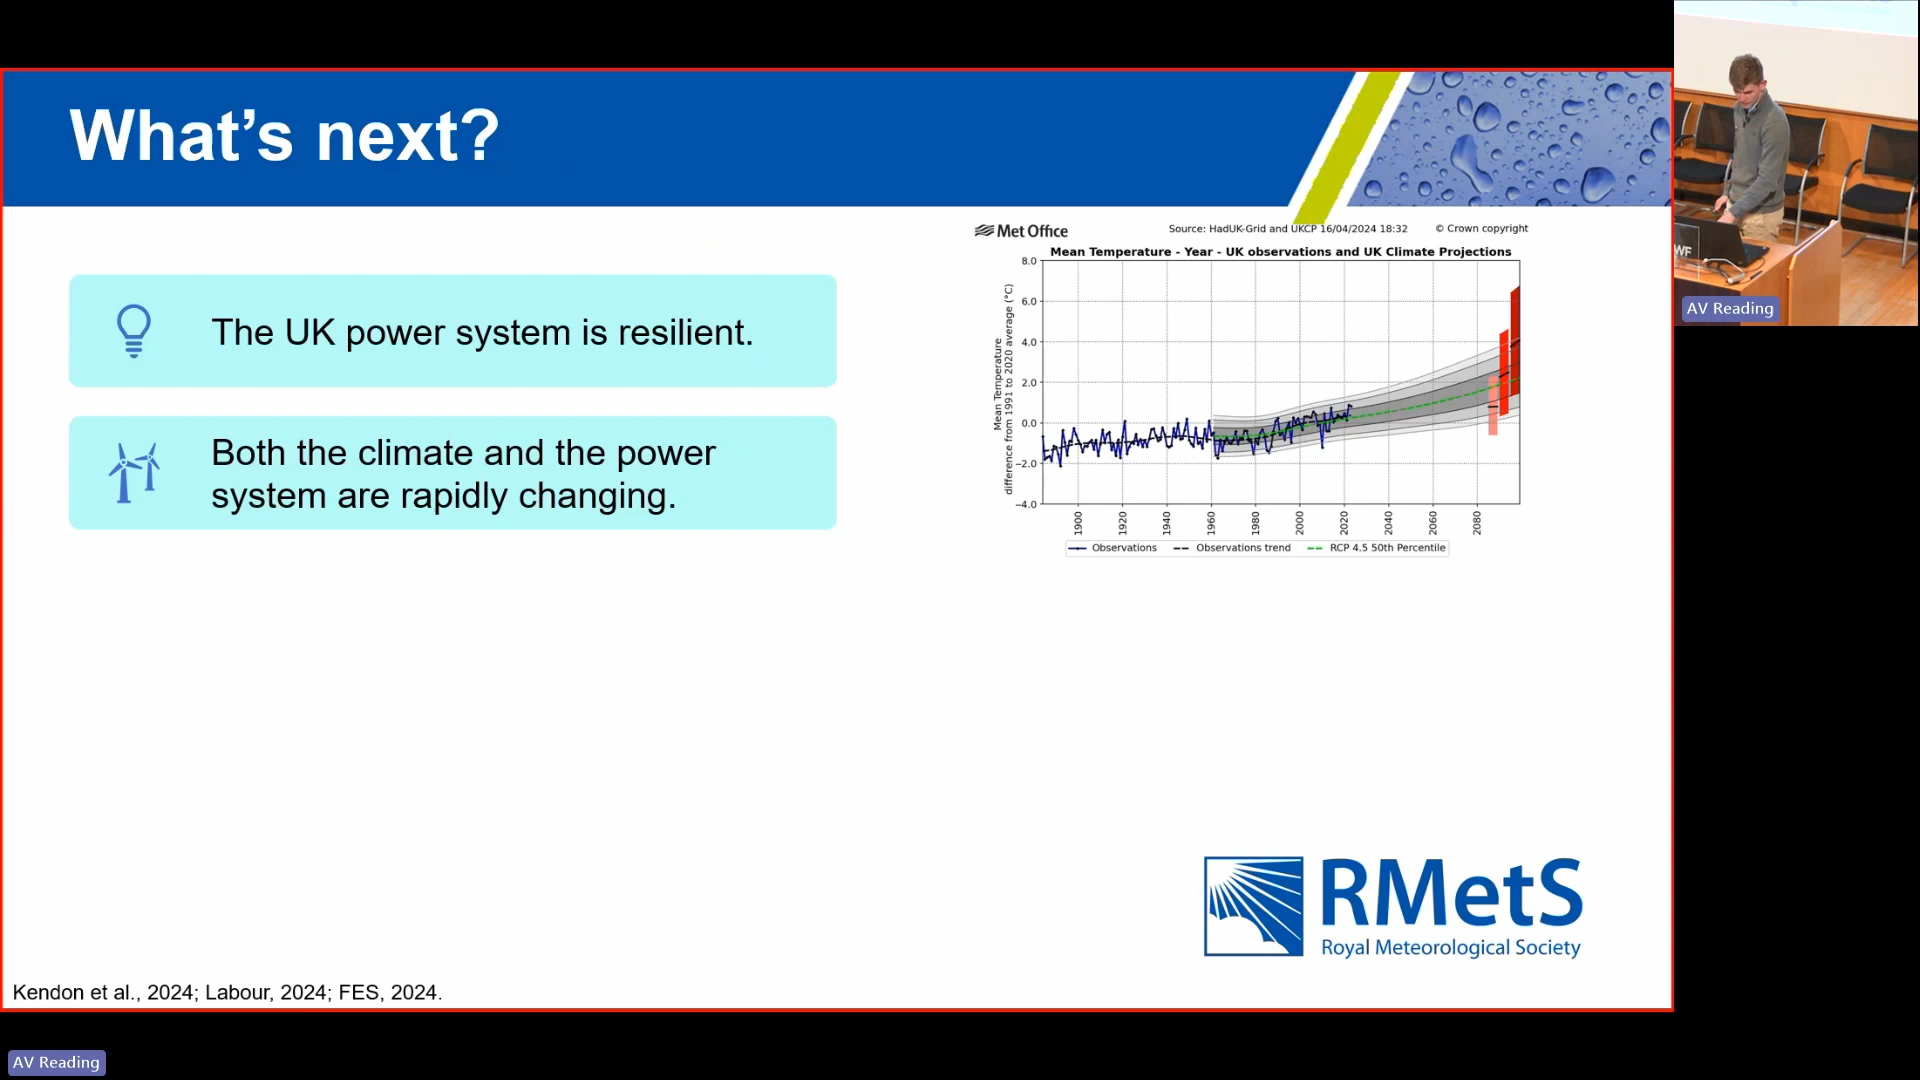 What's next?
The UK power system is resilient.
Both the climate and the power
system are rapidly changing.
Met Office
Source: HadUK-Grid and UKCP 16/04/2024 18:32
© Crown copyright
Mean Temperature - Year - UK observations and UK Climate Projections
Mean Temperature
difference from 1991 to 2020 average (°C)
8.0
6.0
4.0
2.0
0.0
−2.0
−4.0
1900
1920
1940
1960
1980
2000
2020
2040
2060
2080
Observations
Observations trend
RCP 4.5 50th Percentile
RMetS
Royal Meteorological Society
Kendon et al., 2024; Labour, 2024; FES, 2024.
AV Reading
WF
AV Reading